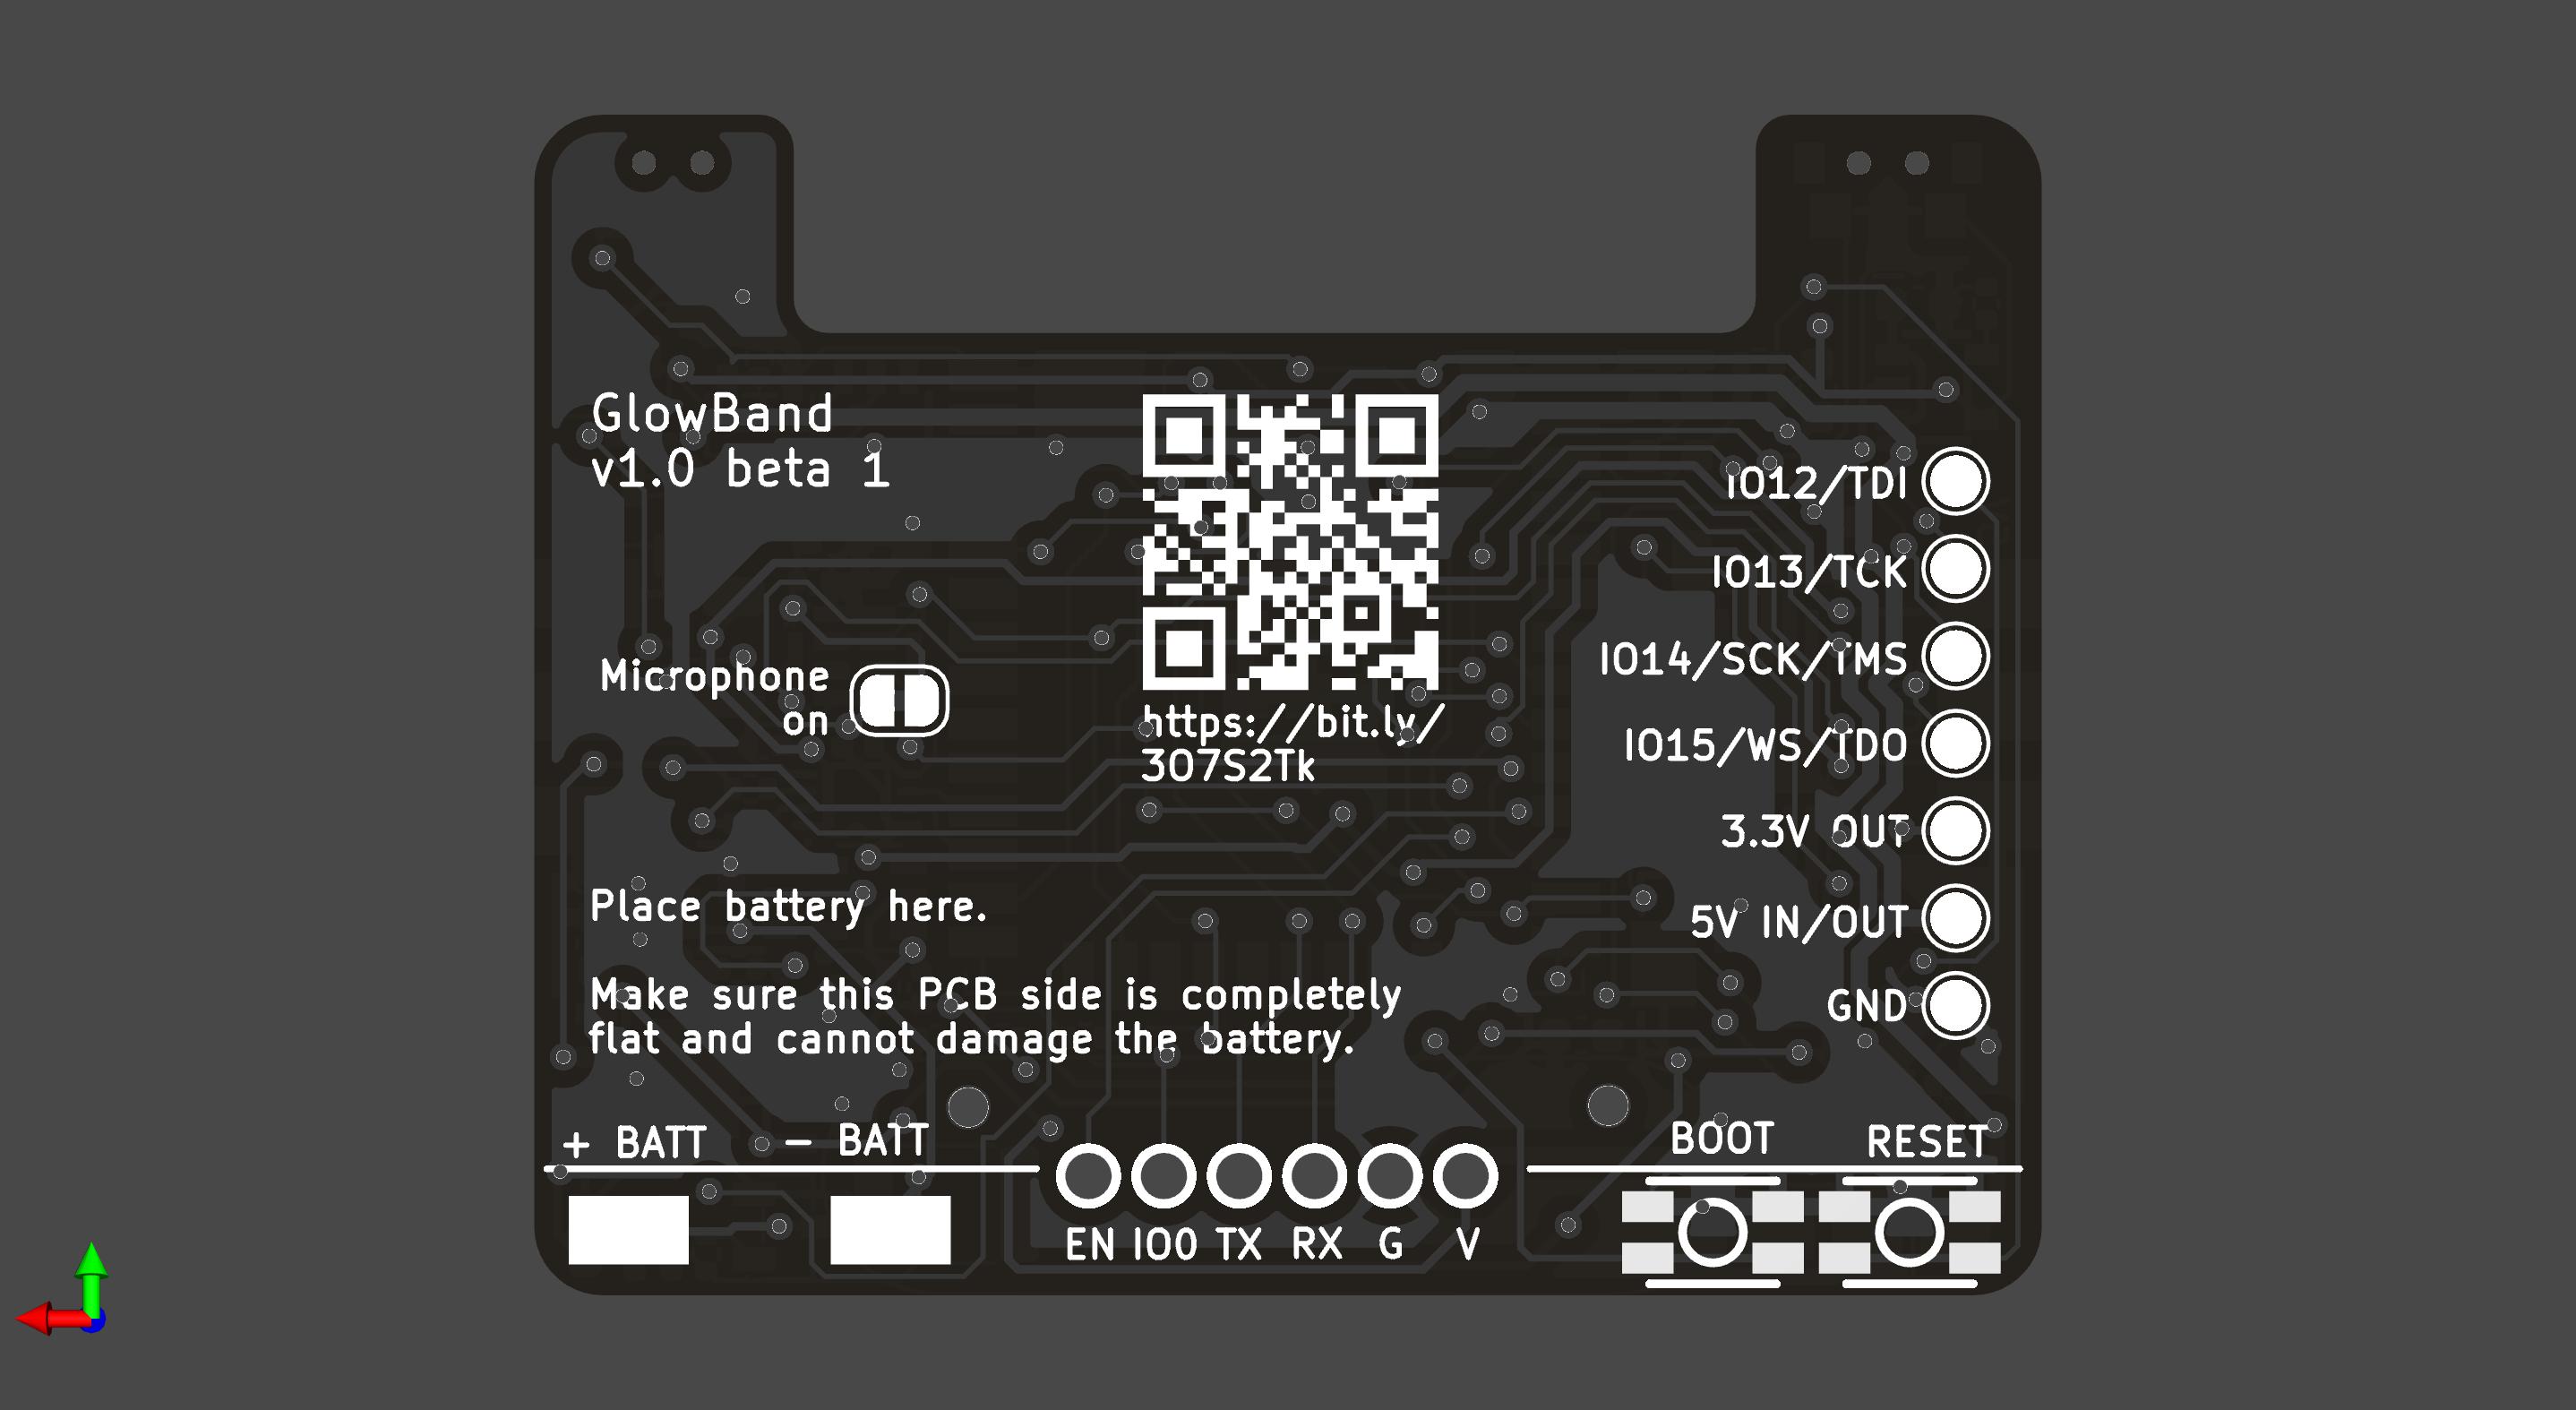 GlowBand
v1.0 beta 1
Microphone
on
https://bit.ly/
3O7S2Tk
IO12/TDI
IO13/TCK
IO14/SCK/TMS
IO15/WS/TDO
3.3V OUT
5V IN/OUT
GND
Place battery here.
Make sure this PCB side is completely
flat and cannot damage the battery.
+ BATT - BATT
BOOT RESET
EN IO0 TX RX G V